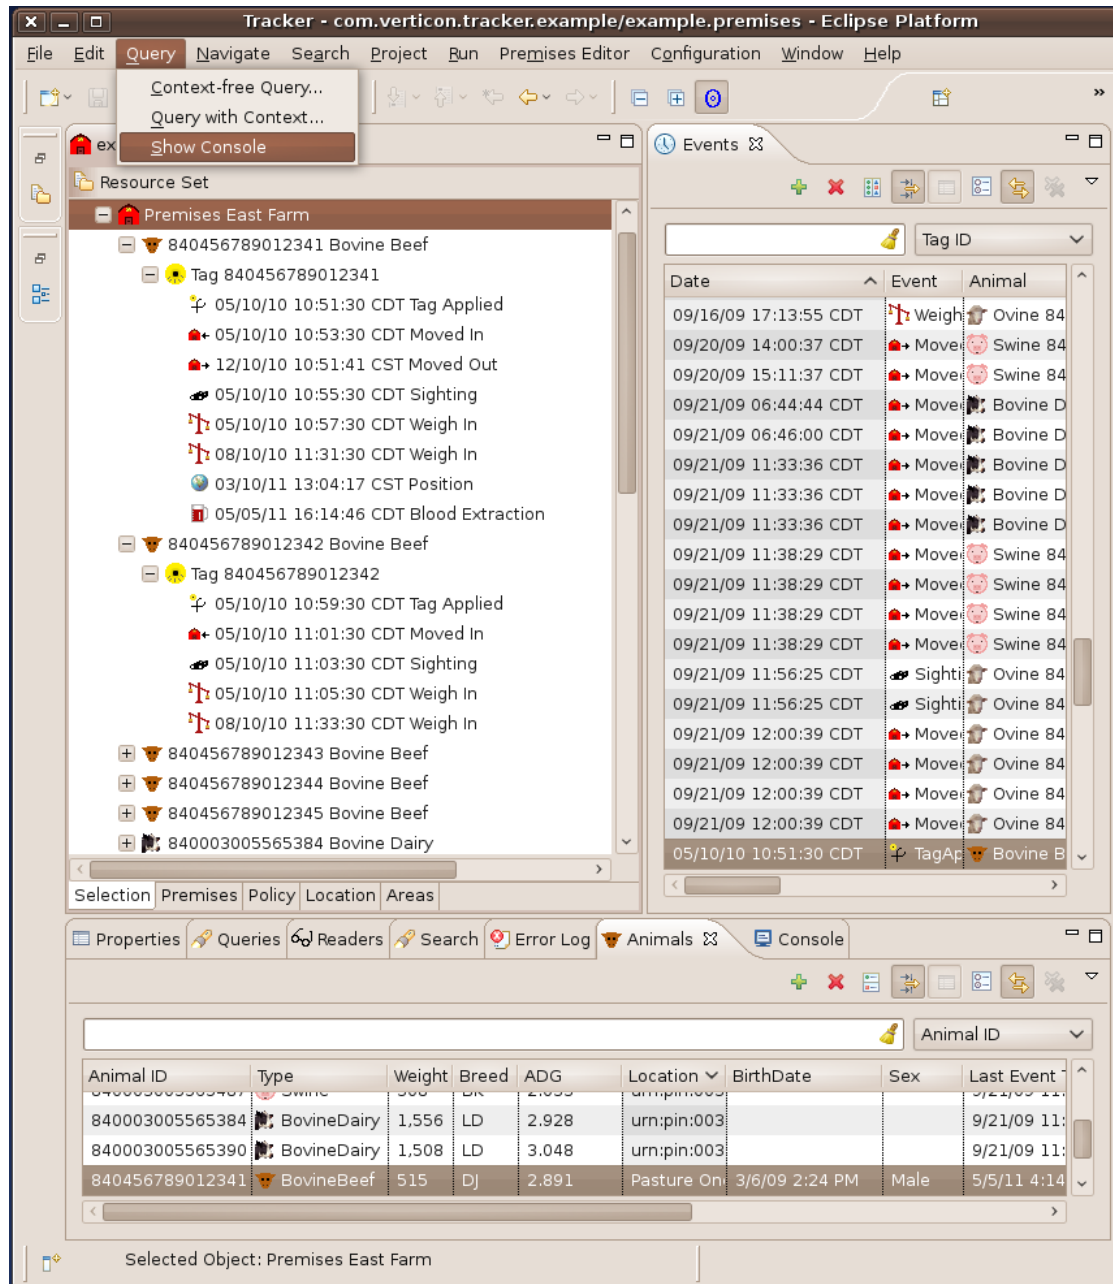 Tracker - com.verticon.tracker.example/example.premises - Eclipse Platform
File Edit Query Navigate Search Project Run Premises Editor Configuration Window Help
Context-free Query...
Query with Context...
Show Console
ex
Resource Set
Premises East Farm
840456789012341 Bovine Beef
Tag 840456789012341
05/10/10 10:51:30 CDT Tag Applied
05/10/10 10:53:30 CDT Moved In
12/10/10 10:51:41 CST Moved Out
05/10/10 10:55:30 CDT Sighting
05/10/10 10:57:30 CDT Weigh In
08/10/10 11:31:30 CDT Weigh In
03/10/11 13:04:17 CST Position
05/05/11 16:14:46 CDT Blood Extraction
840456789012342 Bovine Beef
Tag 840456789012342
05/10/10 10:59:30 CDT Tag Applied
05/10/10 11:01:30 CDT Moved In
05/10/10 11:03:30 CDT Sighting
05/10/10 11:05:30 CDT Weigh In
08/10/10 11:33:30 CDT Weigh In
840456789012343 Bovine Beef
840456789012344 Bovine Beef
840456789012345 Bovine Beef
840003005565384 Bovine Dairy
Selection Premises Policy Location Areas
Events
Tag ID
Date Event Animal
09/16/09 17:13:55 CDT Weigh Ovine 84
09/20/09 14:00:37 CDT Move Swine 84
09/20/09 15:11:37 CDT Move Swine 84
09/21/09 06:44:44 CDT Move Bovine D
09/21/09 06:46:00 CDT Move Bovine D
09/21/09 11:33:36 CDT Move Bovine D
09/21/09 11:33:36 CDT Move Bovine D
09/21/09 11:33:36 CDT Move Bovine D
09/21/09 11:38:29 CDT Move Swine 84
09/21/09 11:38:29 CDT Move Swine 84
09/21/09 11:38:29 CDT Move Swine 84
09/21/09 11:38:29 CDT Move Swine 84
09/21/09 11:56:25 CDT Sighti Ovine 84
09/21/09 11:56:25 CDT Sighti Ovine 84
09/21/09 12:00:39 CDT Move Ovine 84
09/21/09 12:00:39 CDT Move Ovine 84
09/21/09 12:00:39 CDT Move Ovine 84
09/21/09 12:00:39 CDT Move Ovine 84
05/10/10 10:51:30 CDT TagAp Bovine B
Properties Queries Readers Search Error Log Animals Console
Animal ID
Animal ID Type Weight Breed ADG Location BirthDate Sex Last Event T
840003005565384 BovineDairy 1,556 LD 2.928 urn:pin:003 9/21/09 11:
840003005565390 BovineDairy 1,508 LD 3.048 urn:pin:003 9/21/09 11:
840456789012341 BovineBeef 515 DJ 2.891 Pasture On 3/6/09 2:24 PM Male 5/5/11 4:14
Selected Object: Premises East Farm